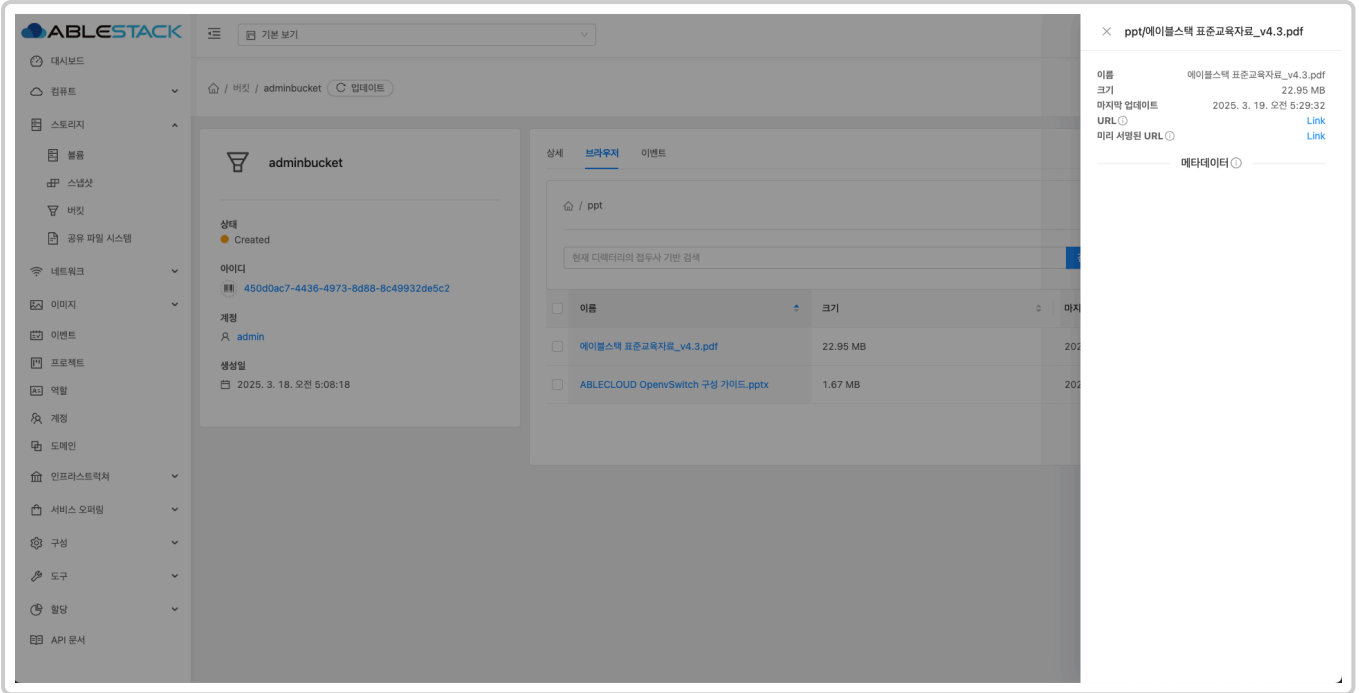 ABLESTACK
기본 보기
대시보드
컴퓨트
스토리지
볼륨
스냅샷
버킷
공유 파일 시스템
네트워크
이미지
이벤트
프로젝트
역할
계정
도메인
인프라스트럭쳐
서비스 오퍼링
구성
도구
할당
API 문서
/ 버킷 / adminbucket 업데이트
adminbucket
상태
Created
아이디
450d0ac7-4436-4973-8d88-8c49932de5c2
계정
admin
생성일
2025. 3. 18. 오전 5:08:18
상세 브라우저 이벤트
/ ppt
현재 디렉터리의 접두사 기반 검색
이름 크기
에이블스택 표준교육자료_v4.3.pdf 22.95 MB 202
ABLECLOUD OpenvSwitch 구성 가이드.pptx 1.67 MB 202
ppt/에이블스택 표준교육자료_v4.3.pdf
이름 에이블스택 표준교육자료_v4.3.pdf
크기 22.95 MB
마지막 업데이트 2025. 3. 19. 오전 5:29:32
URL Link
미리 서명된 URL Link
메타데이터